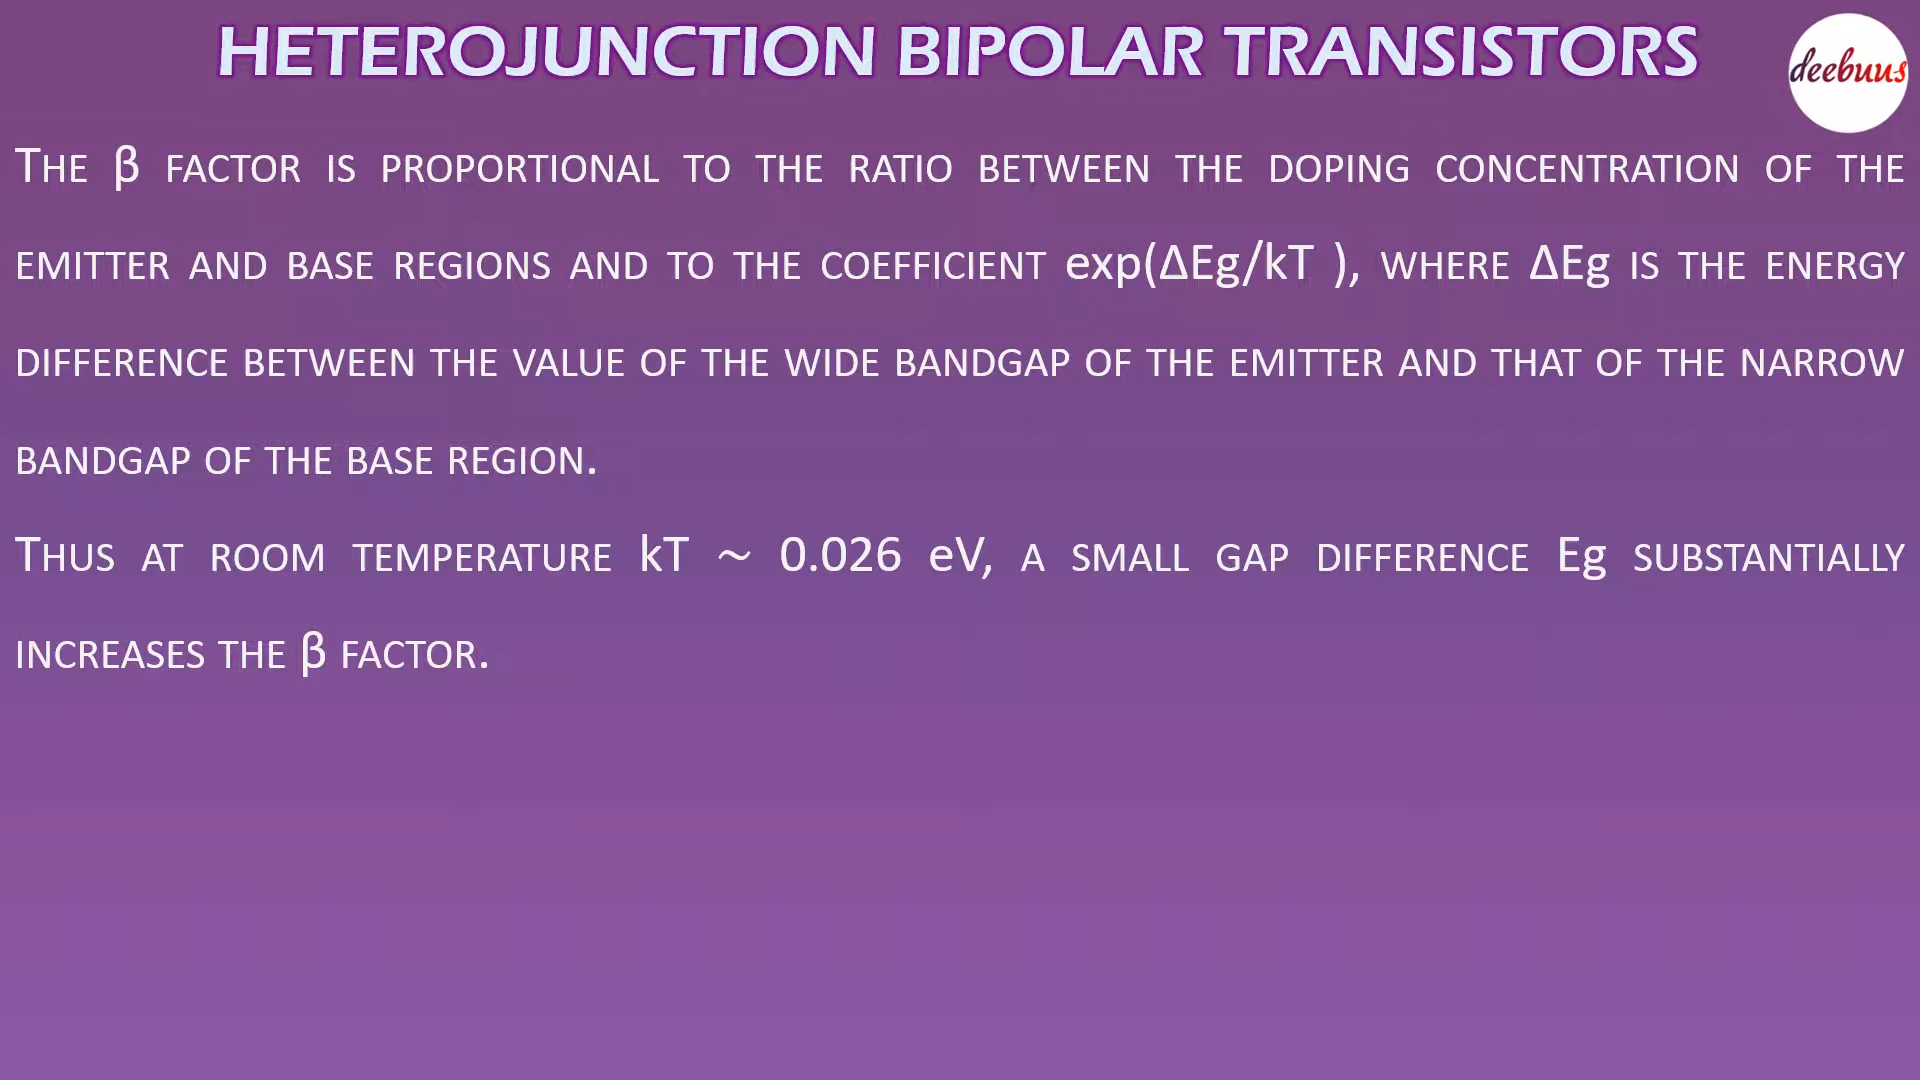 HETEROJUNCTION BIPOLAR TRANSISTORS
deebuus
THE β FACTOR IS PROPORTIONAL TO THE RATIO BETWEEN THE DOPING CONCENTRATION OF THE
EMITTER AND BASE REGIONS AND TO THE COEFFICIENT exp(ΔEg/kT ), WHERE ΔEg IS THE ENERGY
DIFFERENCE BETWEEN THE VALUE OF THE WIDE BANDGAP OF THE EMITTER AND THAT OF THE NARROW
BANDGAP OF THE BASE REGION.
THUS AT ROOM TEMPERATURE kT ~ 0.026 eV, A SMALL GAP DIFFERENCE Eg SUBSTANTIALLY
INCREASES THE β FACTOR.